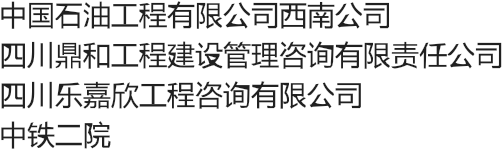 中国石油工程有限公司西南公司
四川鼎和工程建设管理咨询有限责任公司
四川乐嘉欣工程咨询有限公司
中铁二院